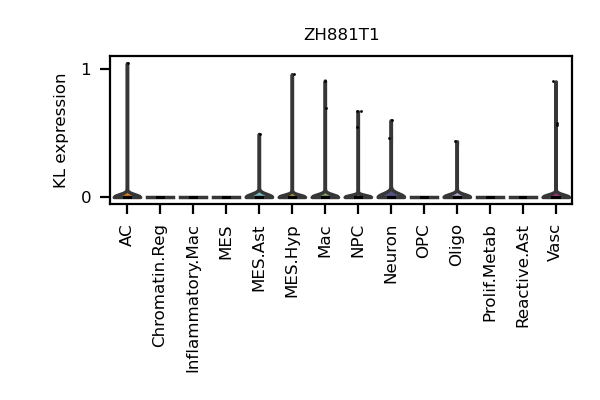 ZH881T1
KL expression
1
0
AC
Chromatin.Reg
Inflammatory.Mac
MES
MES.Ast
MES.Hyp
Mac
NPC
Neuron
OPC
Oligo
Prolif.Metab
Reactive.Ast
Vasc